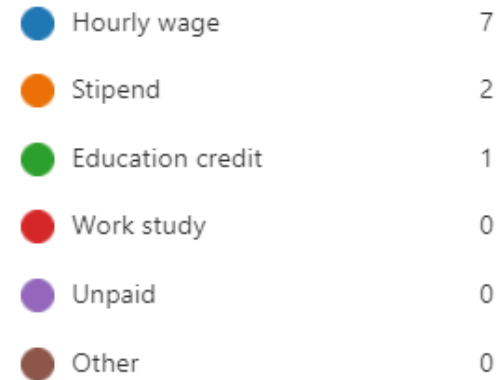 Hourly wage 7
Stipend 2
Education credit 1
Work study 0
Unpaid 0
Other 0